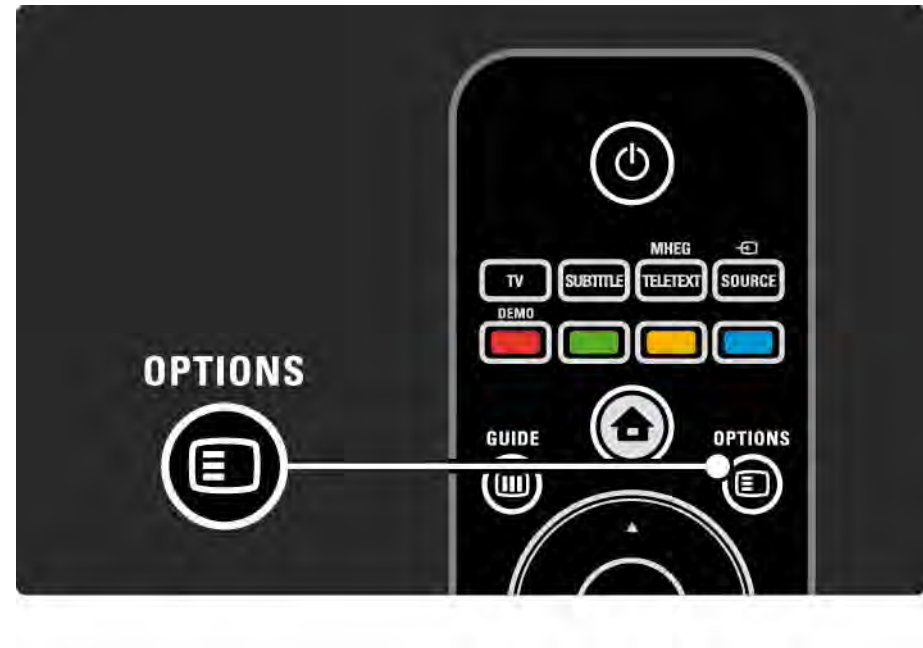 MHEG
TV SUBTITLE TELETEXT SOURCE
DEMO
OPTIONS
GUIDE OPTIONS